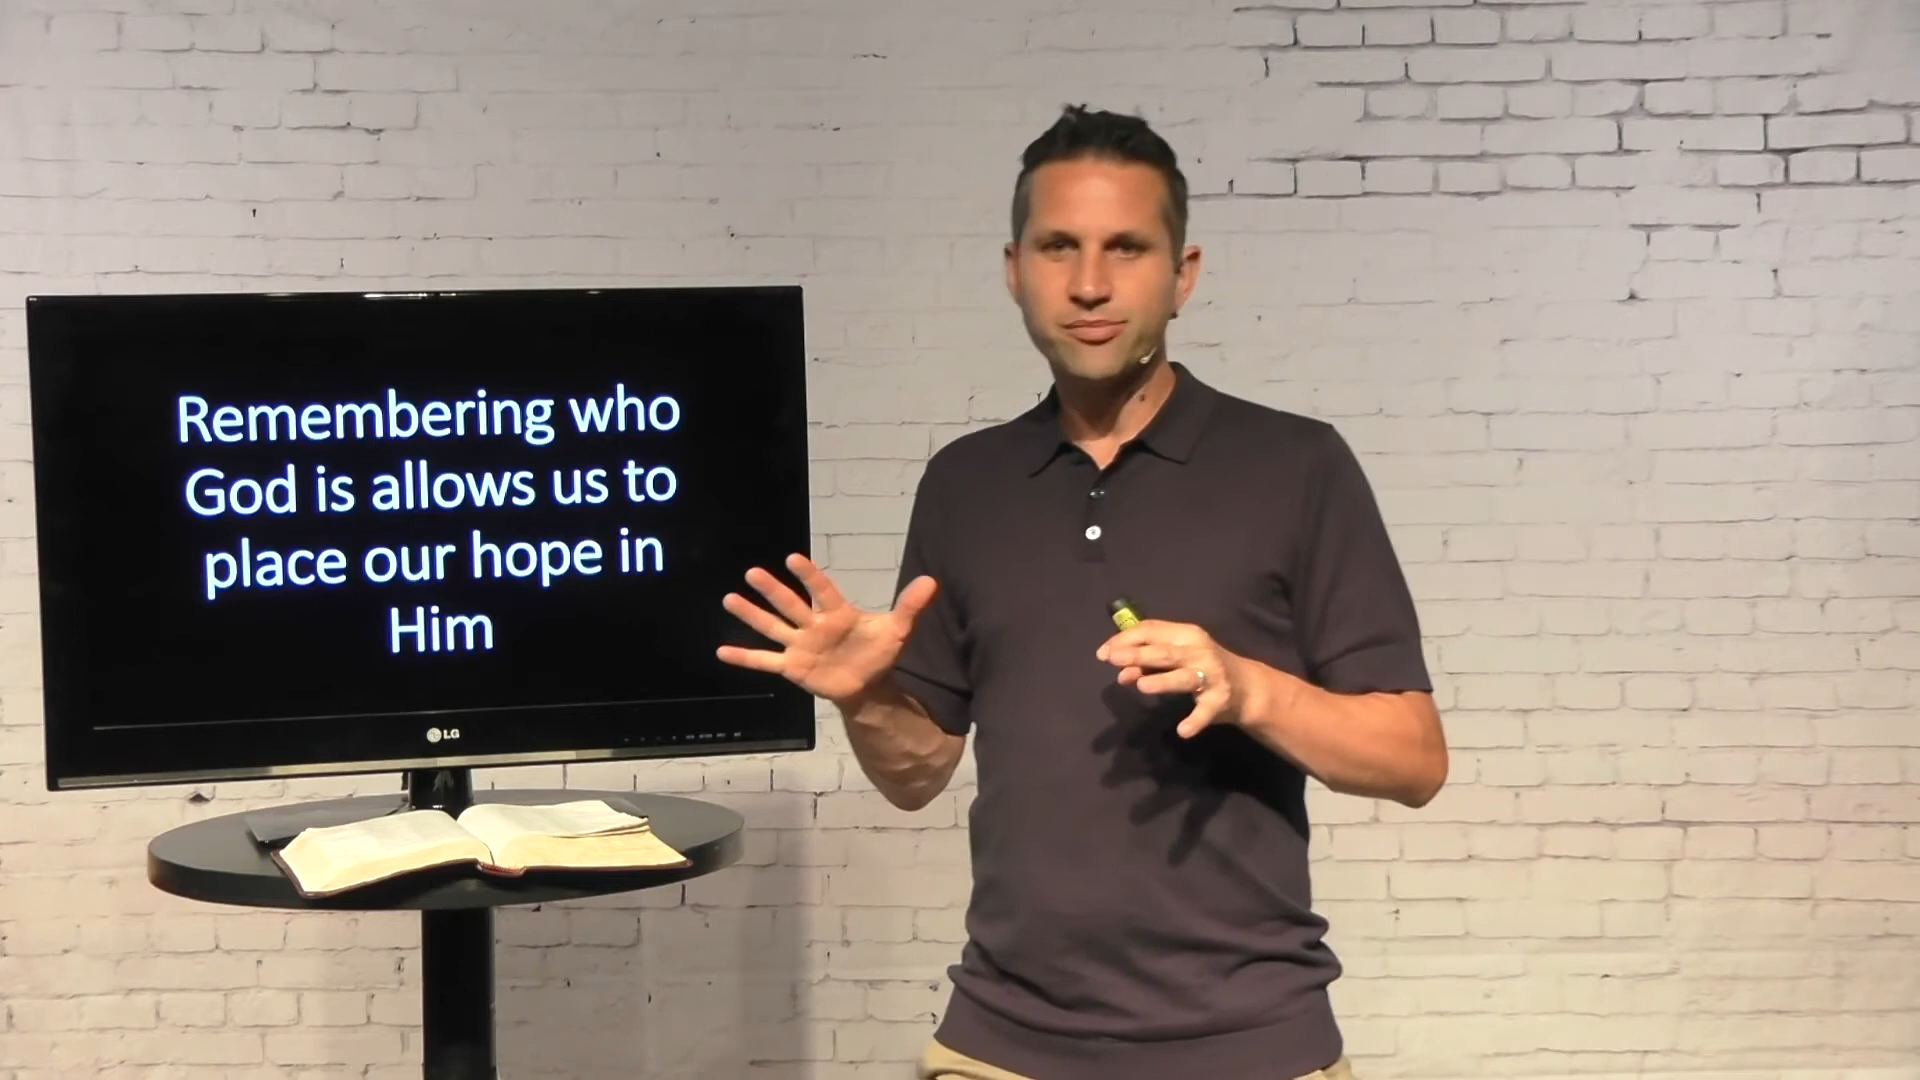 Remembering who
God is allows us to
place our hope in
Him
LG